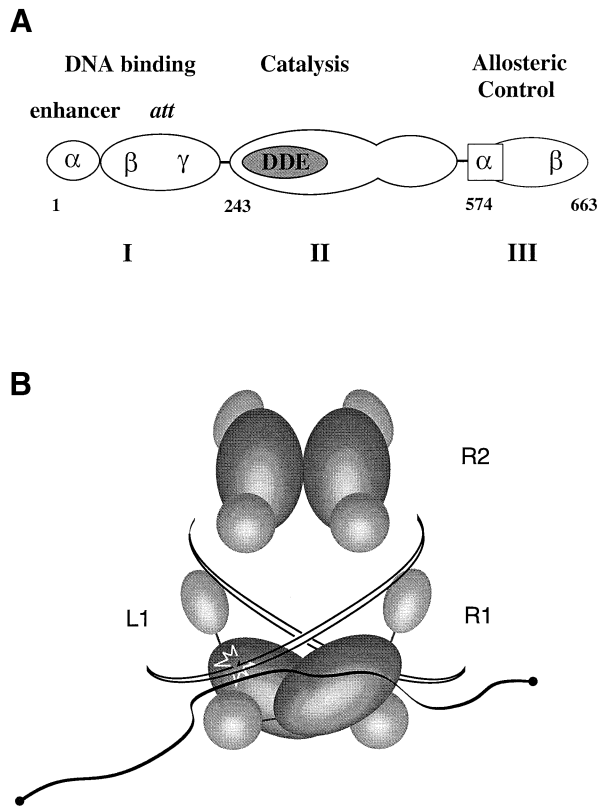 A
DNA binding Catalysis Allosteric
Control
enhancer att
α β γ DDE α β
1 243 574 663
I II III
B
R2
L1 R1